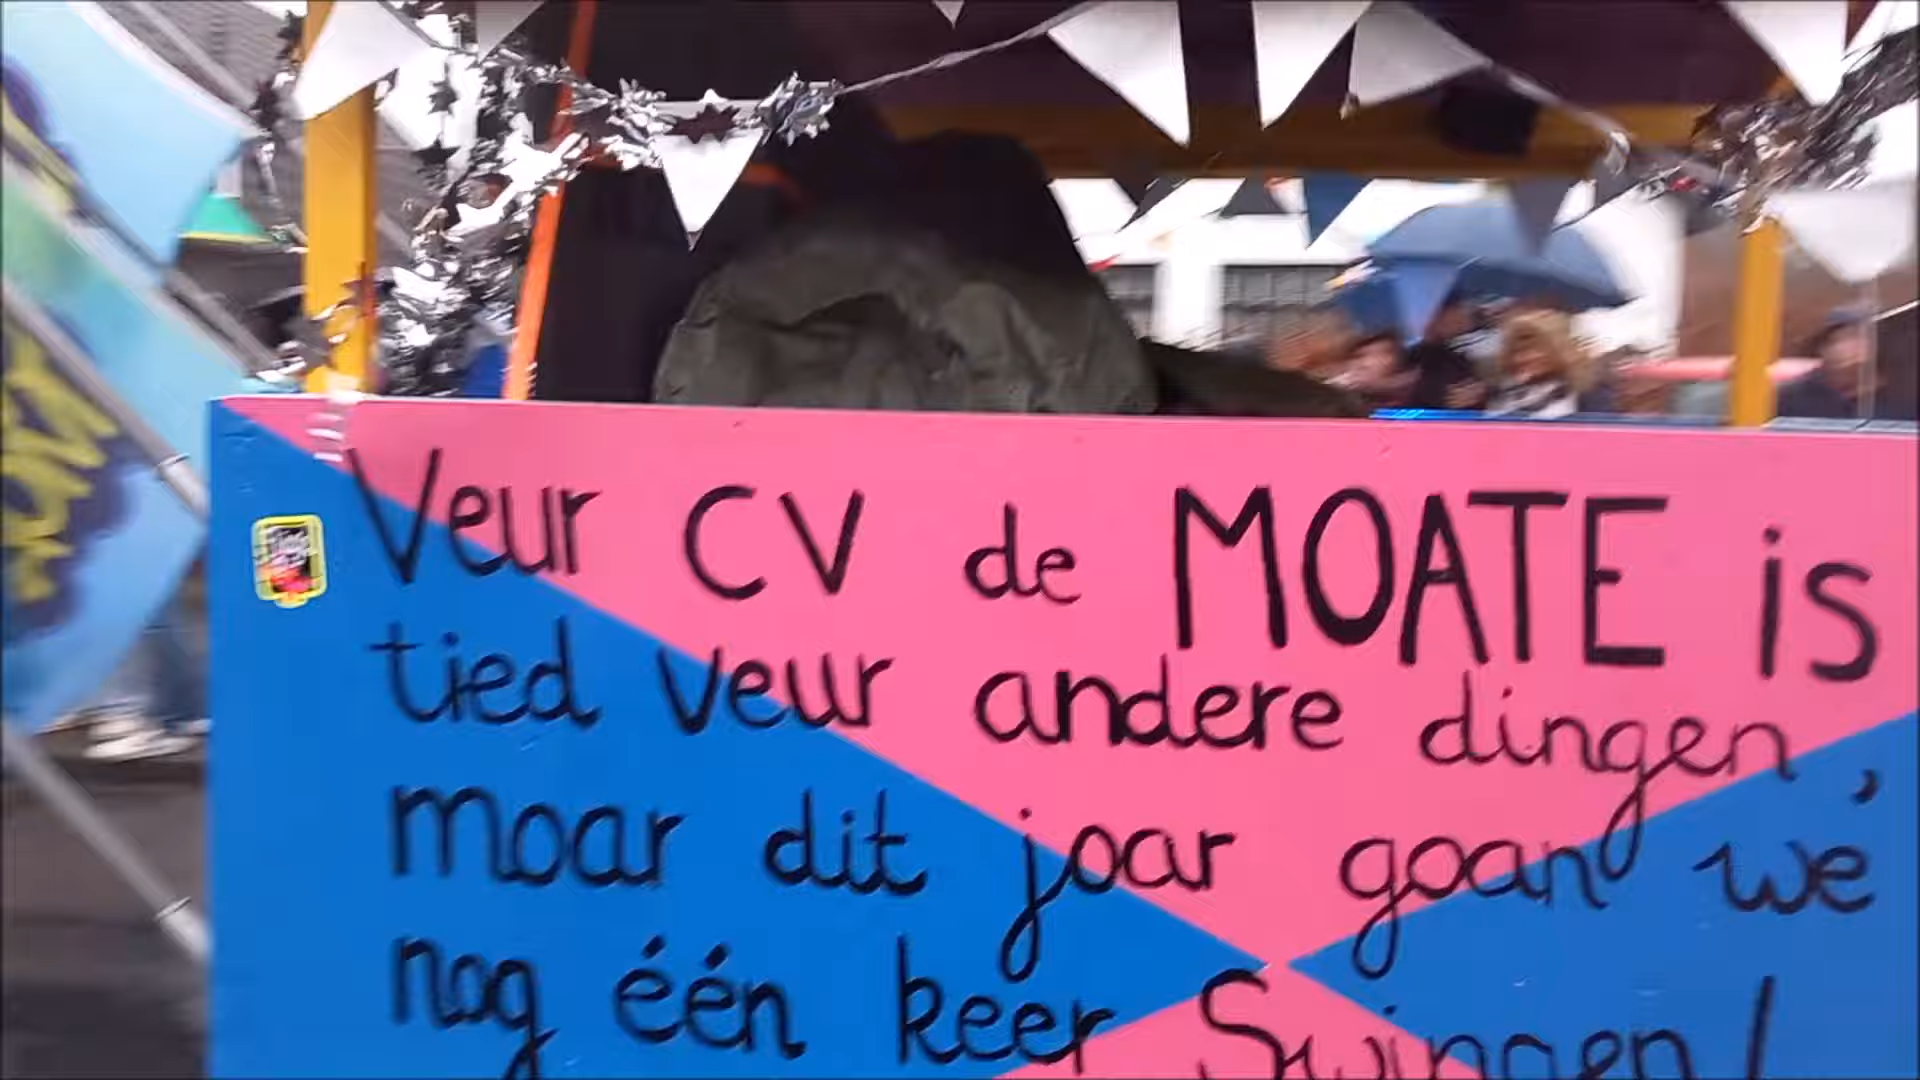 Veur CV de MOATE is
tied veur andere dingen,
moar dit joar goan we
nog één keer Swingen!